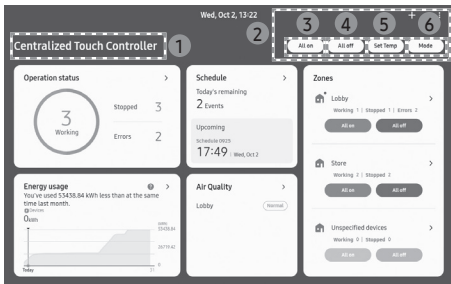 Wed, Oct 2, 13:22
+
Centralized Touch Controller
1
2
3
4
5
6
All on
All off
Set Temp
Mode
Operation status >
3
Working
Stopped 3
Errors 2
Schedule >
Today's remaining
2 Events
Upcoming
Schedule 0925
17:49 | Wed, Oct 2
Zones
Lobby >
Working 1 | Stopped 1 | Errors 2
All on
All off
Store >
Working 2 | Stopped 2
All on
All off
Unspecified devices
Working 0 | Stopped 0
All on
All off
Energy usage >
You've used 53438.84 kWh less than at the same
time last month.
Devices
0kWh
53438.84
26719.42
0
Today
31
Air Quality >
Lobby
Normal